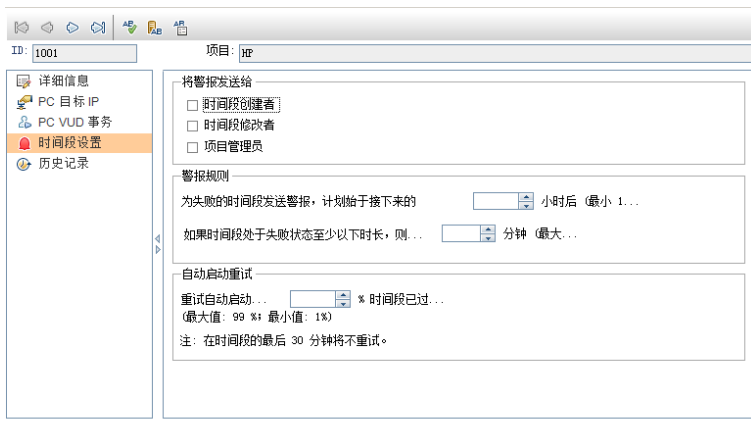 ID: 1001 项目: HP
详细信息
PC 目标 IP
PC VUD 事务
时间段设置
历史记录
将警报发送给
时间段创建者
时间段修改者
项目管理员
警报规则
为失败的时间段发送警报，计划始于接下来的 小时后 (最小 1...
如果时间段处于失败状态至少以下时长，则... 分钟 (最大...
自动启动重试
重试自动启动... % 时间段已过...
(最大值: 99 %; 最小值: 1%)
注: 在时间段的最后 30 分钟将不重试。